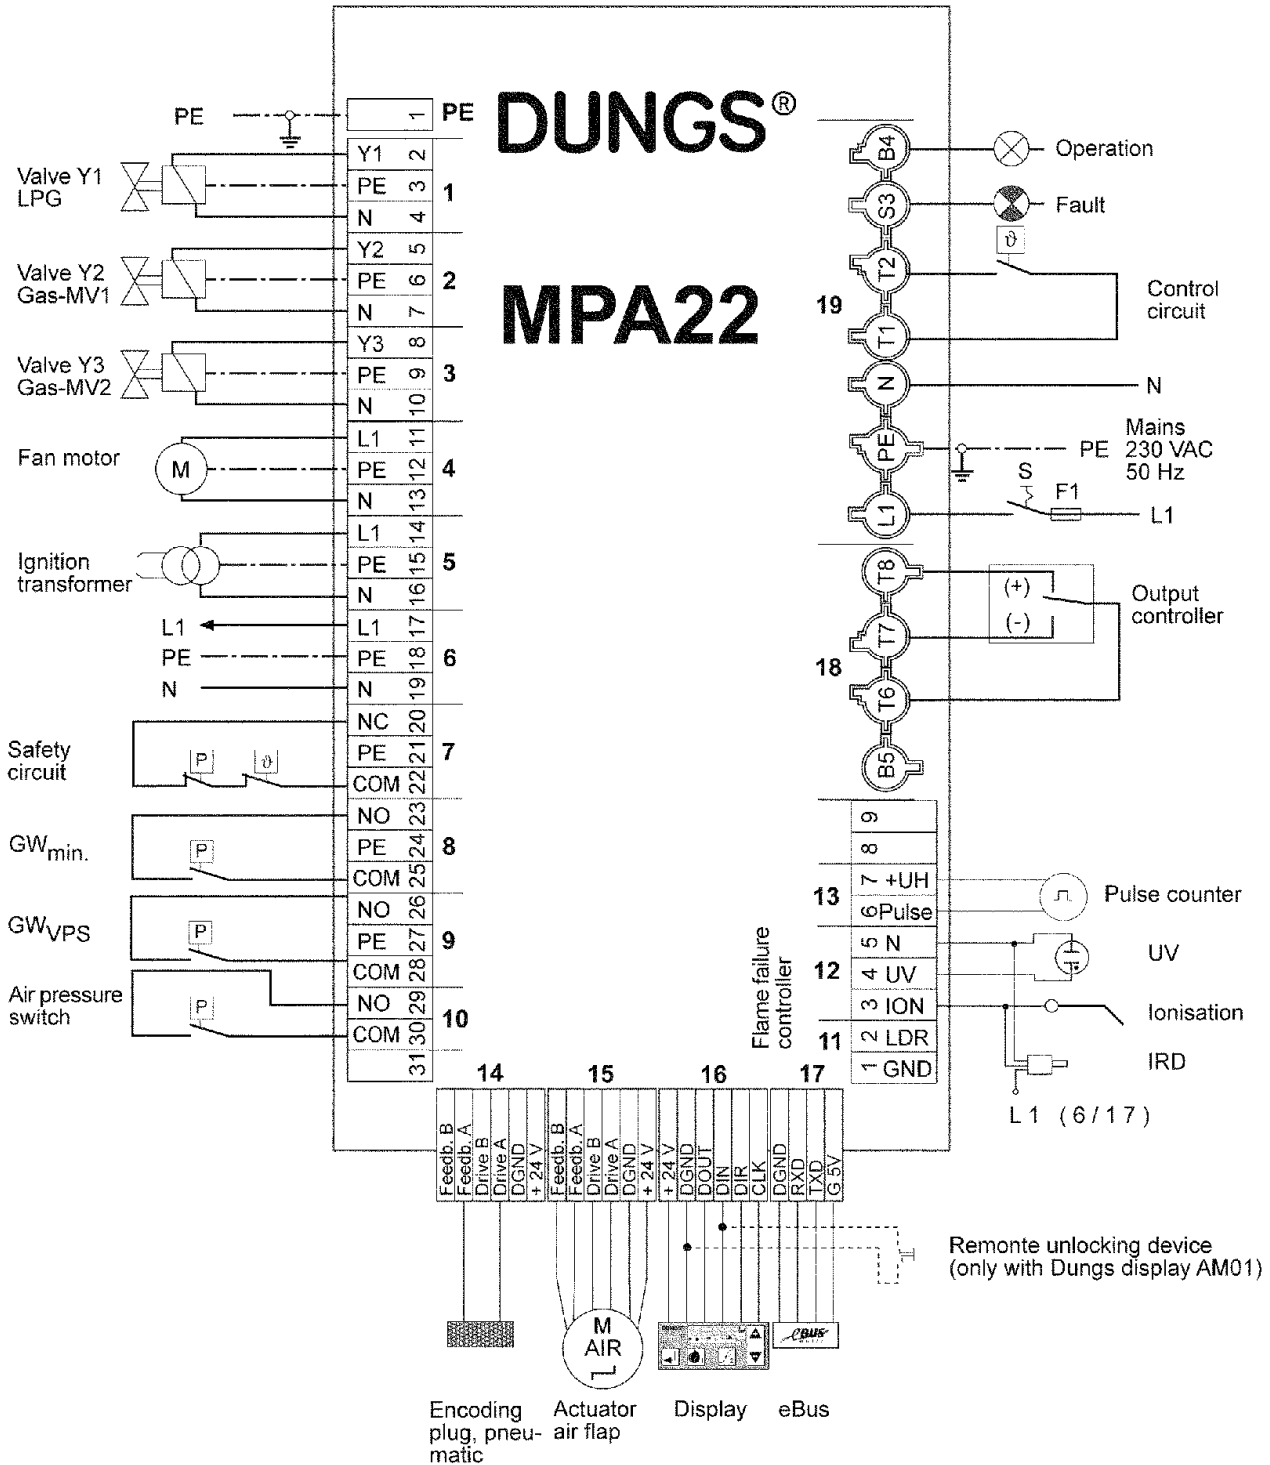 DUNGS®
MPA22
PE
1 PE
Valve Y1
LPG
Y1 2
PE 3
N 4
1
Valve Y2
Gas-MV1
Y2 5
PE 6
N 7
2
Valve Y3
Gas-MV2
Y3 8
PE 9
N 10
3
Fan motor
M
L1 11
PE 12
N 13
4
Ignition
transformer
L1 14
PE 15
N 16
5
L1
PE
N
L1 17
PE 18
N 19
6
Safety
circuit
P
ϑ
NC 20
PE 21
COM 22
7
GWmin.
P
NO 23
PE 24
COM 25
8
GWVPS
P
NO 26
PE 27
COM 28
9
Air pressure
switch
P
NO 29
COM 30
31
10
B4
Operation
S3
Fault
ϑ
T2
19
Control
circuit
T1
N
N
PE
PE
Mains
230 VAC
50 Hz
S
F1
L1
L1
T8
(+)
(-)
Output
controller
T7
18
T6
B5
9
8
13
7 +UH
6 Pulse
Pulse counter
12
5 N
4 UV
UV
3 ION
Ionisation
11
2 LDR
1 GND
IRD
L1 (6/17)
Flame failure
controller
14
15
16
17
Feedb. B
Feedb. A
Drive B
Drive A
DGND
+ 24 V
Feedb. B
Feedb. A
Drive B
Drive A
DGND
+ 24 V
+ 24 V
DGND
DOUT
DIN
DIR
CLK
DGND
RXD
TXD
G 5V
Remonte unlocking device
(only with Dungs display AM01)
M
AIR
eBUS
Encoding
plug, pneu-
matic
Actuator
air flap
Display
eBus